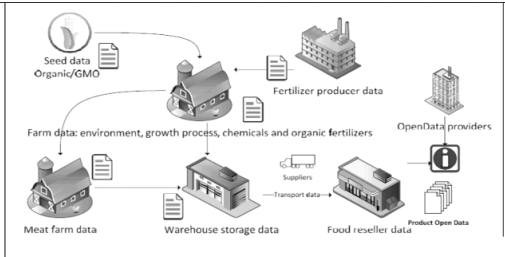 Seed data
Organic/GMO
Fertilizer producer data
Farm data: environment, growth process, chemicals and organic fertilizers
OpenData providers
Suppliers
Transport data
Product Open Data
Meat farm data
Warehouse storage data
Food reseller data